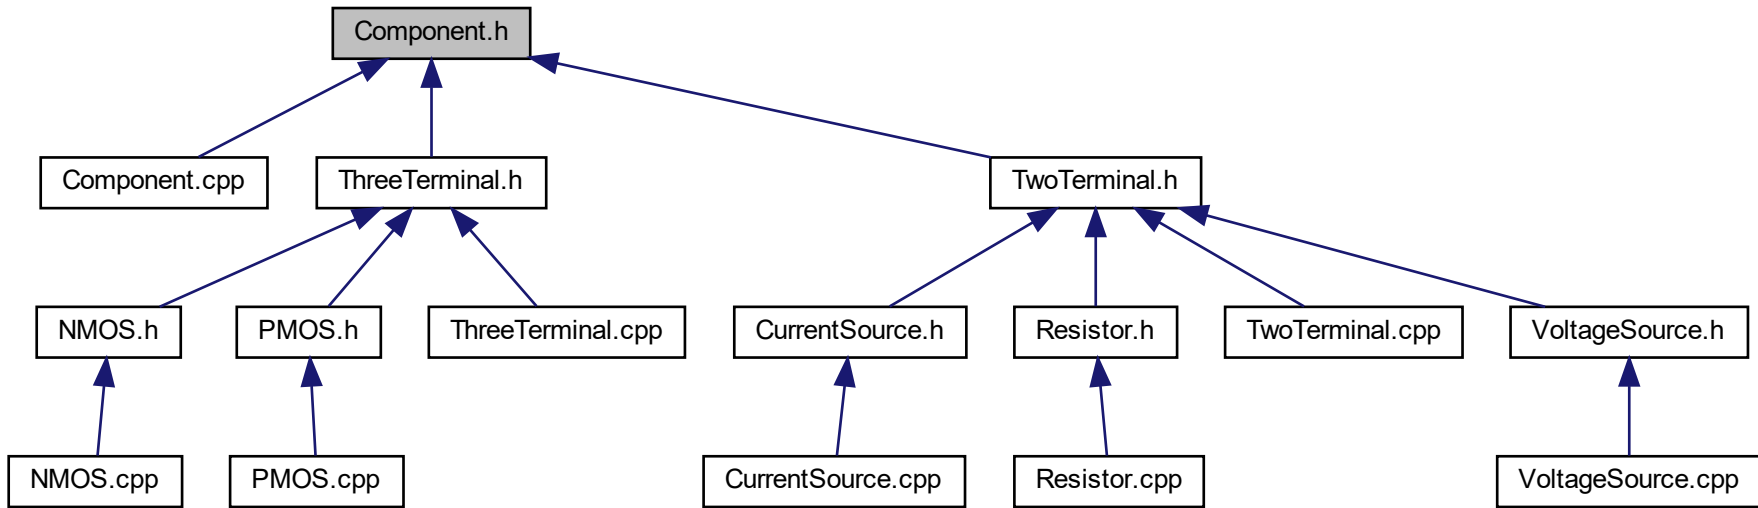 Component.h
Component.cpp
ThreeTerminal.h
TwoTerminal.h
NMOS.h
PMOS.h
ThreeTerminal.cpp
CurrentSource.h
Resistor.h
TwoTerminal.cpp
VoltageSource.h
NMOS.cpp
PMOS.cpp
CurrentSource.cpp
Resistor.cpp
VoltageSource.cpp